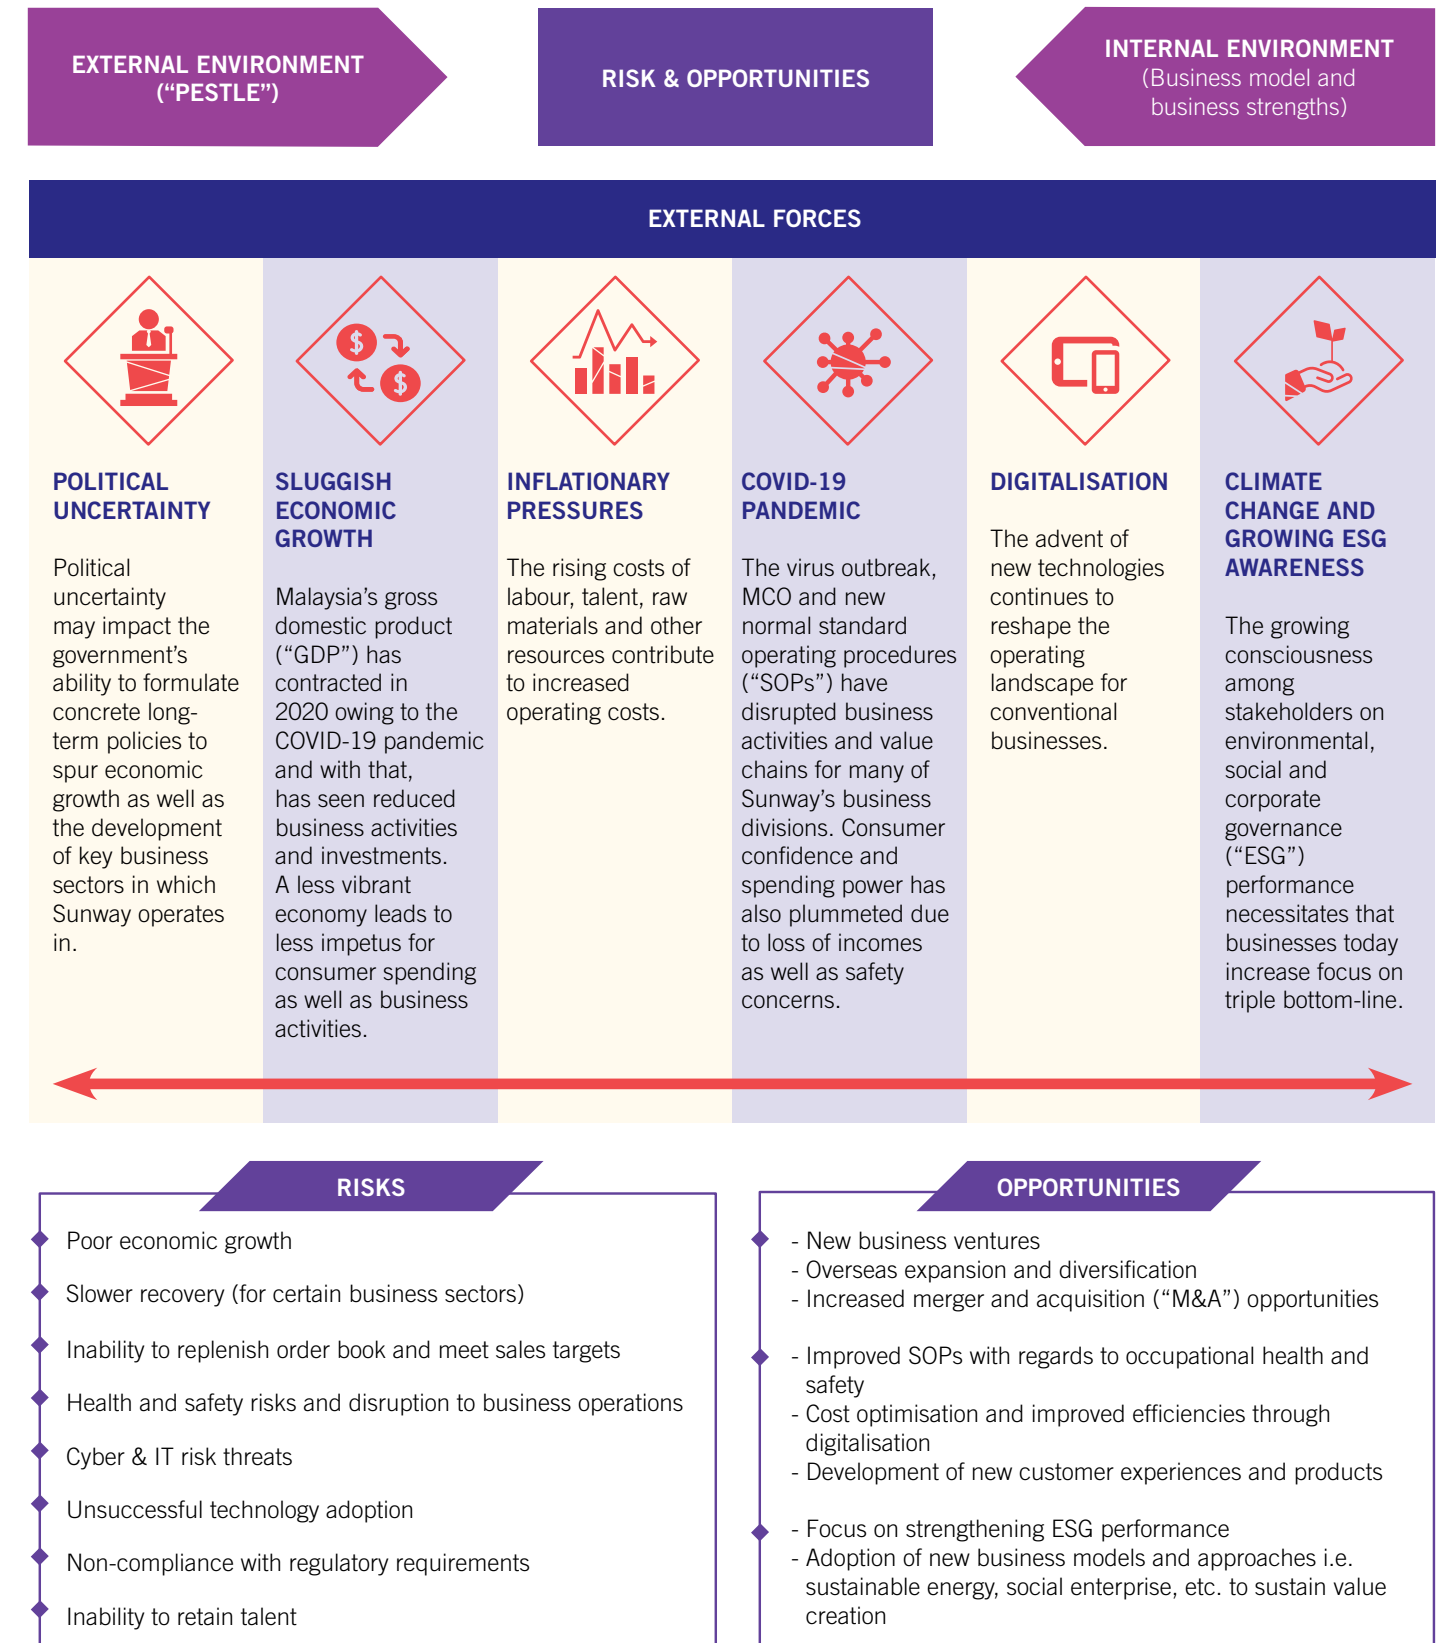 EXTERNAL ENVIRONMENT
(“PESTLE”)
RISK & OPPORTUNITIES
INTERNAL ENVIRONMENT
(Business model and
business strengths)
EXTERNAL FORCES
POLITICAL
UNCERTAINTY
Political
uncertainty
may impact the
government’s
ability to formulate
concrete long-
term policies to
spur economic
growth as well as
the development
of key business
sectors in which
Sunway operates
in.
SLUGGISH
ECONOMIC
GROWTH
Malaysia’s gross
domestic product
(“GDP”) has
contracted in
2020 owing to the
COVID-19 pandemic
and with that,
has seen reduced
business activities
and investments.
A less vibrant
economy leads to
less impetus for
consumer spending
as well as business
activities.
INFLATIONARY
PRESSURES
The rising costs of
labour, talent, raw
materials and other
resources contribute
to increased
operating costs.
COVID-19
PANDEMIC
The virus outbreak,
MCO and new
normal standard
operating procedures
(“SOPs”) have
disrupted business
activities and value
chains for many of
Sunway’s business
divisions. Consumer
confidence and
spending power has
also plummeted due
to loss of incomes
as well as safety
concerns.
DIGITALISATION
The advent of
new technologies
continues to
reshape the
operating
landscape for
conventional
businesses.
CLIMATE
CHANGE AND
GROWING ESG
AWARENESS
The growing
consciousness
among
stakeholders on
environmental,
social and
corporate
governance
(“ESG”)
performance
necessitates that
businesses today
increase focus on
triple bottom-line.
RISKS
Poor economic growth
Slower recovery (for certain business sectors)
Inability to replenish order book and meet sales targets
Health and safety risks and disruption to business operations
Cyber & IT risk threats
Unsuccessful technology adoption
Non-compliance with regulatory requirements
Inability to retain talent
OPPORTUNITIES
- New business ventures
- Overseas expansion and diversification
- Increased merger and acquisition (“M&A”) opportunities
- Improved SOPs with regards to occupational health and
safety
- Cost optimisation and improved efficiencies through
digitalisation
- Development of new customer experiences and products
- Focus on strengthening ESG performance
- Adoption of new business models and approaches i.e.
sustainable energy, social enterprise, etc. to sustain value
creation